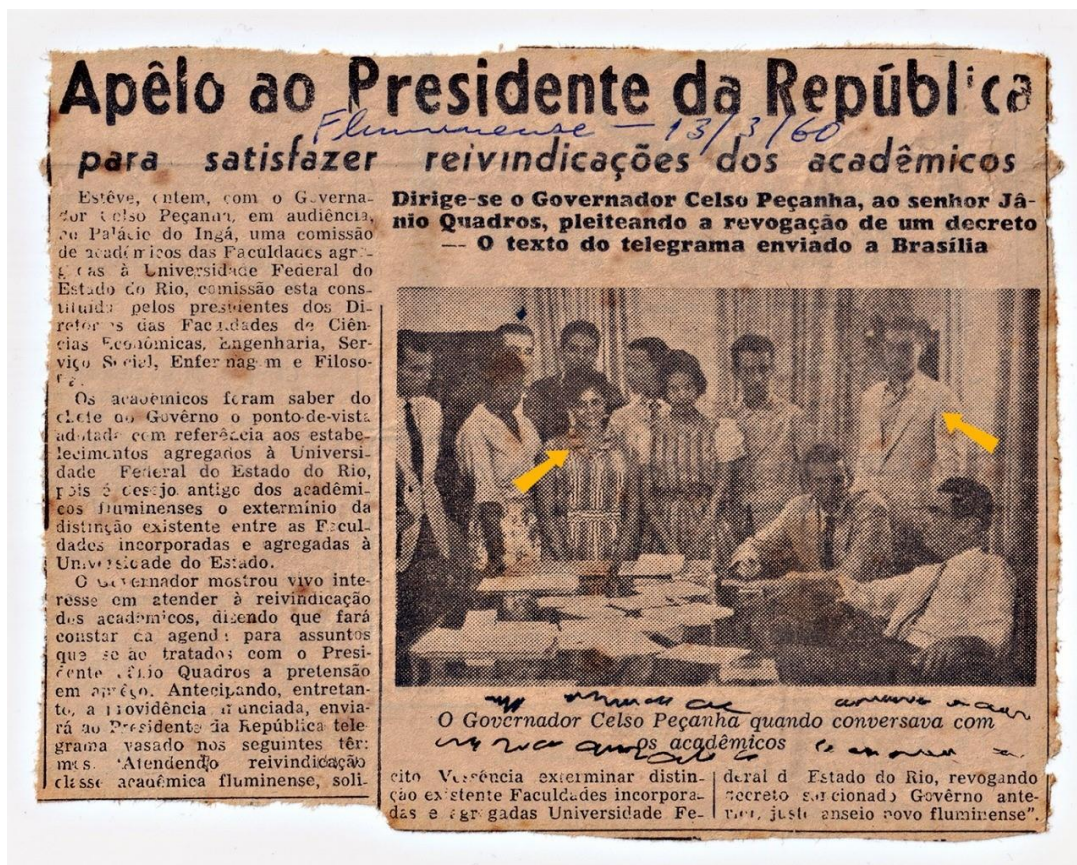 Apêlo ao Presidente da República
Fluminense - 13/3/60
para satisfazer reivindicações dos acadêmicos
Estêve, ontem, com o Governa-
dor Celso Peçanha, em audiência,
no Palácio do Ingá, uma comissão
de acadêmicos das Faculdades agre-
gadas à Universidade Federal do
Estado do Rio, comissão esta cons-
tituida pelos presidentes dos Di-
retórios das Faculdades de Ciên-
cias Econômicas, Engenharia, Ser-
viço Social, Enfermagem e Filoso-
fia.
Os acadêmicos foram saber do
chefe do Govêrno o ponto-de-vista
adotado com referência aos estabe-
lecimentos agregados à Universi-
dade Federal do Estado do Rio,
pois é desejo antigo dos acadêmi-
cos fluminenses o extermínio da
distinção existente entre as Facul-
dades incorporadas e agregadas à
Universidade do Estado.
O Governador mostrou vivo inte-
rêsse em atender à reivindicação
dos acadêmicos, dizendo que fará
constar da agenda para assuntos
que serão tratados com o Presi-
dente Jânio Quadros a pretensão
em aprêço. Antecipando, entretan-
to, a providência anunciada, envia-
rá ao Presidente da República tele-
grama vasado nos seguintes têr-
mos: "Atendendo reivindicação
classe acadêmica fluminense, soli-
Dirige-se o Governador Celso Peçanha, ao senhor Jâ-
nio Quadros, pleiteando a revogação de um decreto
— O texto do telegrama enviado a Brasília
O Governador Celso Peçanha quando conversava com
os acadêmicos
cito Vossência exterminar distin-
ção existente Faculdades incorpora-
das e agregadas Universidade Fe-
deral d Estado do Rio, revogando
decreto sancionado Govêrno ante-
rior, justo anseio povo fluminense".